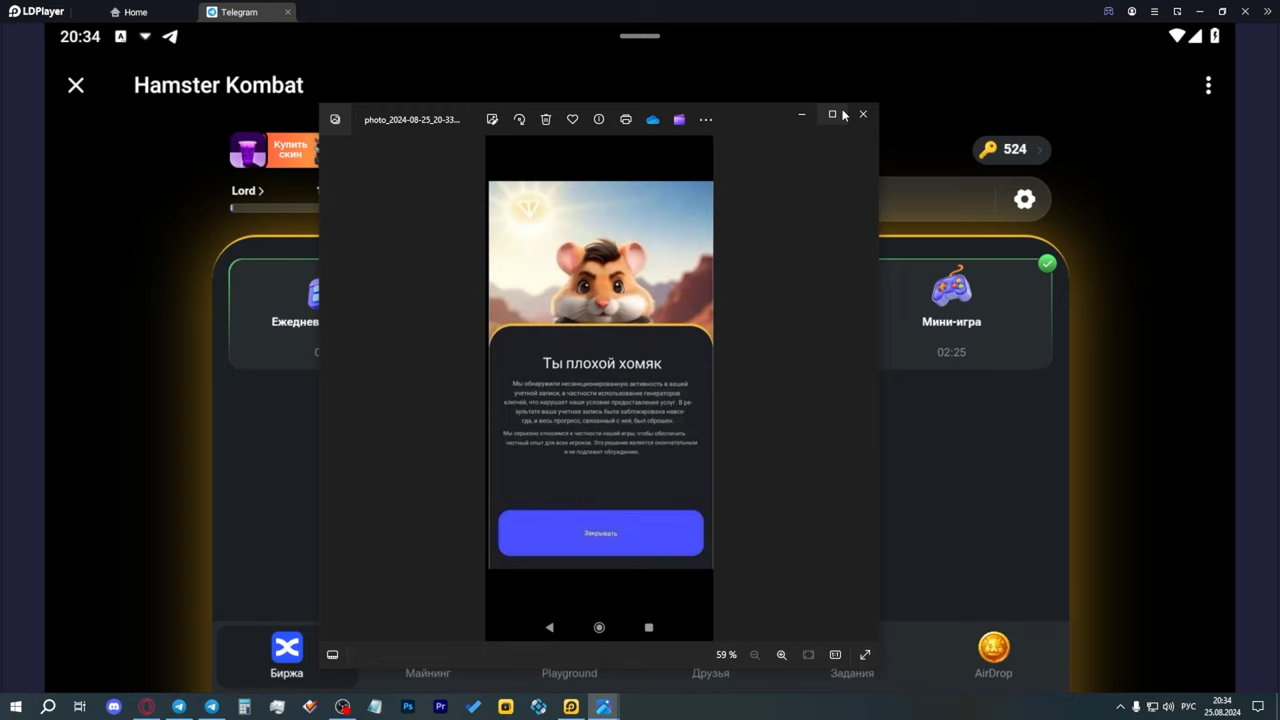 LDPlayer
Home
Telegram
20:34
Hamster Kombat
photo_2024-08-25_20-33...
Купить
скин
524
Lord
Ежеднев
Мини-игра
02:25
Ты плохой хомяк
Мы обнаружили несанкционированную активность в вашей
учетной записи, в частности использование генераторов
ключей, что нарушает наши условия предоставление услуг. В ре-
зультате ваша учетная запись была заблокирована навсе-
гда, и весь прогресс, связанный с ней, был сброшен.
Мы серьезно относимся к честности нашей игры, чтобы обеспечить
честный опыт для всех игроков. Это решение является окончательным
и не подлежит обсуждению.
Закрывать
59 %
Биржа
Майнинг
Playground
Друзья
Задания
AirDrop
Ps
Pr
РУС
20:34
25.08.2024